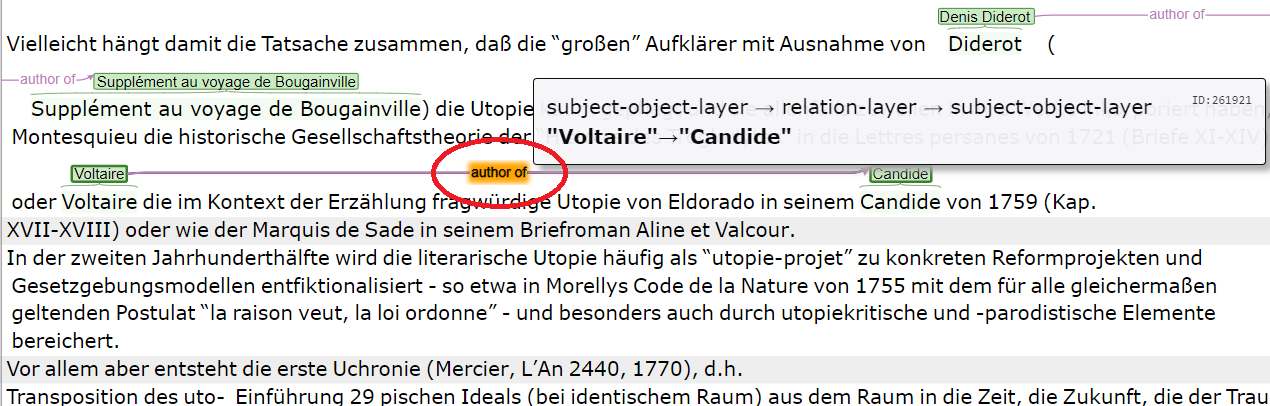 Denis Diderot author of
Vielleicht hängt damit die Tatsache zusammen, daß die “großen” Aufklärer mit Ausnahme von Diderot (
author of Supplément au voyage de Bougainville
Supplément au voyage de Bougainville) die Utopie
subject-object-layer → relation-layer → subject-object-layer ID:261921
Montesquieu die historische Gesellschaftstheorie der in die Lettres persanes von 1721 (Briefe XI-XIV)
"Voltaire"→"Candide"
Voltaire author of Candide
oder Voltaire die im Kontext der Erzählung fragwürdige Utopie von Eldorado in seinem Candide von 1759 (Kap.
XVII-XVIII) oder wie der Marquis de Sade in seinem Briefroman Aline et Valcour.
In der zweiten Jahrhunderthälfte wird die literarische Utopie häufig als “utopie-projet” zu konkreten Reformprojekten und
Gesetzgebungsmodellen entfiktionalisiert - so etwa in Morellys Code de la Nature von 1755 mit dem für alle gleichermaßen
geltenden Postulat “la raison veut, la loi ordonne” - und besonders auch durch utopiekritische und -parodistische Elemente
bereichert.
Vor allem aber entsteht die erste Uchronie (Mercier, L’An 2440, 1770), d.h.
Transposition des uto- Einführung 29 pischen Ideals (bei identischem Raum) aus dem Raum in die Zeit, die Zukunft, die der Trau